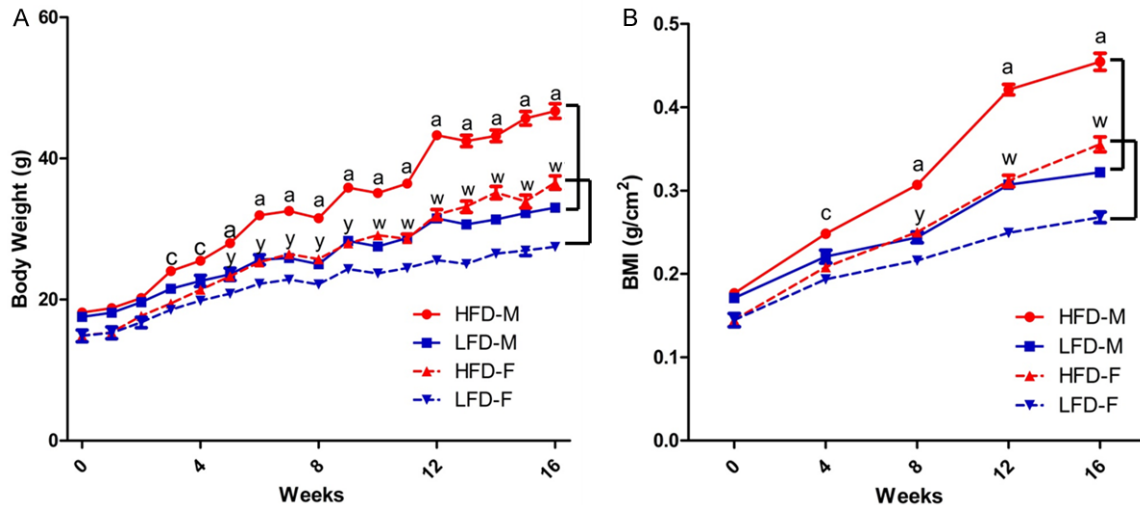 A
Body Weight (g)
60
40
20
0
c c a a a a a a a a a a a a
y y y y y w w w w w w w
HFD-M
LFD-M
HFD-F
LFD-F
0 4 8 12 16
Weeks
B
BMI (g/cm²)
0.5
0.4
0.3
0.2
0.1
0.0
c a a a
y w w
HFD-M
LFD-M
HFD-F
LFD-F
0 4 8 12 16
Weeks